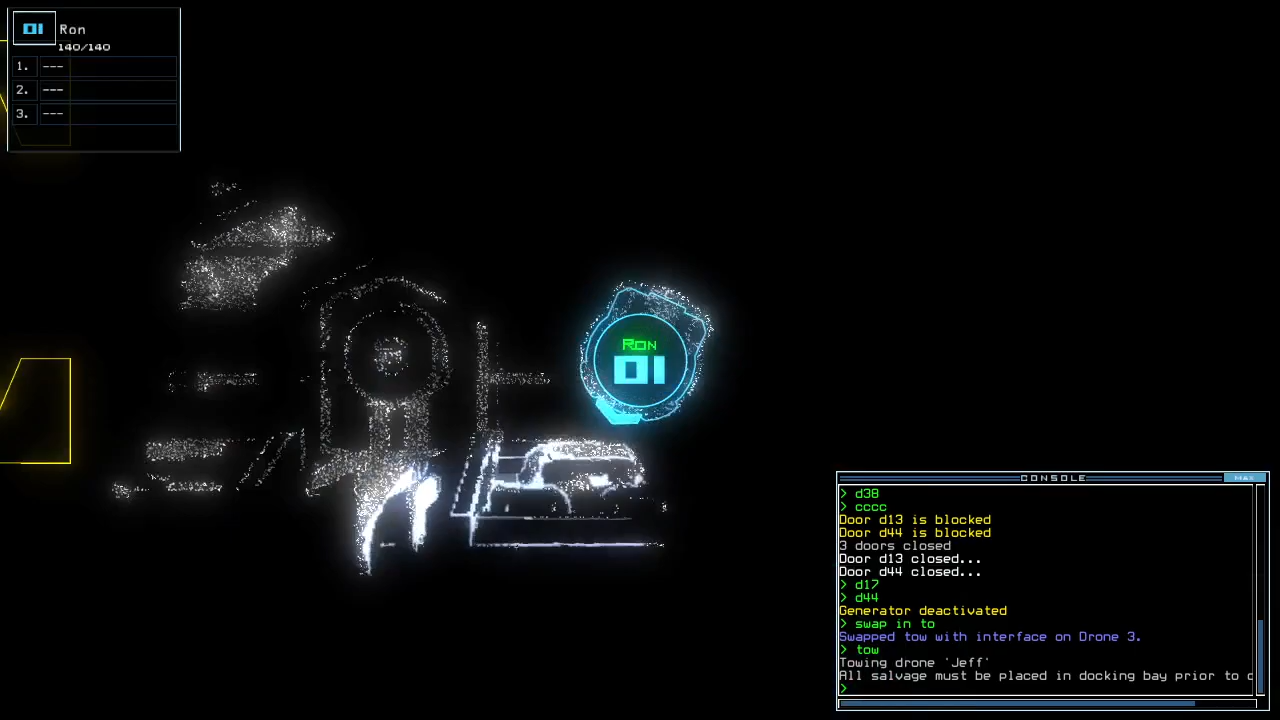 01 Ron
140/140
1. ---
2. ---
3. ---
Ron
01
CONSOLE
MAX
> d38
> cccc
Door d13 is blocked
Door d44 is blocked
3 doors closed
Door d13 closed...
Door d44 closed...
> d17
> d44
Generator deactivated
> swap in to
Swapped tow with interface on Drone 3.
> tow
Towing drone 'Jeff'
All salvage must be placed in docking bay prior to
>